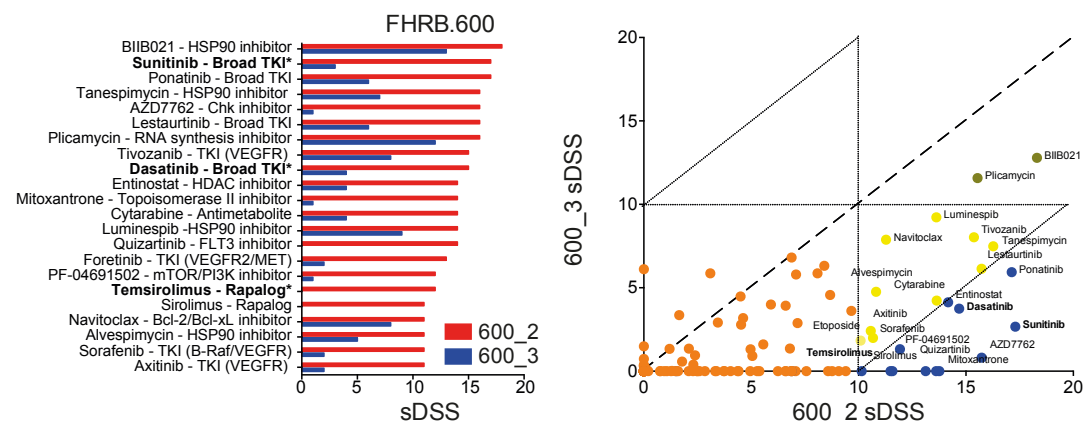 FHRB.600
BIIB021 - HSP90 inhibitor
Sunitinib - Broad TKI*
Ponatinib - Broad TKI
Tanespimycin - HSP90 inhibitor
AZD7762 - Chk inhibitor
Lestaurtinib - Broad TKI
Plicamycin - RNA synthesis inhibitor
Tivozanib - TKI (VEGFR)
Dasatinib - Broad TKI*
Entinostat - HDAC inhibitor
Mitoxantrone - Topoisomerase II inhibitor
Cytarabine - Antimetabolite
Luminespib -HSP90 inhibitor
Quizartinib - FLT3 inhibitor
Foretinib - TKI (VEGFR2/MET)
PF-04691502 - mTOR/PI3K inhibitor
Temsirolimus - Rapalog*
Sirolimus - Rapalog
Navitoclax - Bcl-2/Bcl-xL inhibitor
Alvespimycin - HSP90 inhibitor
Sorafenib - TKI (B-Raf/VEGFR)
Axitinib - TKI (VEGFR)
600_2
600_3
0 5 10 15 20
sDSS
600_3 sDSS
20
15
10
5
0
BIIB021
Plicamycin
Luminespib
Tivozanib
Navitoclax
Tanespimycin
Lestaurtinib
Ponatinib
Alvespimycin
Cytarabine
Entinostat
Dasatinib
Axitinib
Etoposide
Sorafenib
Sunitinib
PF-04691502
AZD7762
Temsirolimus
Sirolimus
Quizartinib
Mitoxantrone
0 5 10 15 20
600_2 sDSS